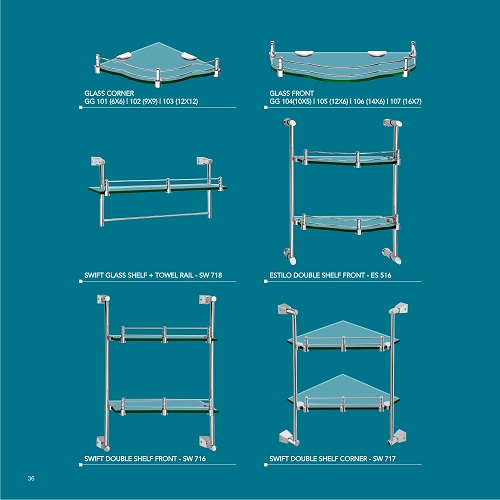 GLASS CORNER
GG 101 (6X6) | 102 (9X9) | 103 (12X12)
GLASS FRONT
GG 104(10X5) | 105 (12X6) | 106 (14X6) | 107 (16X7)
SWIFT GLASS SHELF + TOWEL RAIL - SW 718
ESTILO DOUBLE SHELF FRONT - ES 516
SWIFT DOUBLE SHELF FRONT - SW 716
SWIFT DOUBLE SHELF CORNER - SW 717
36